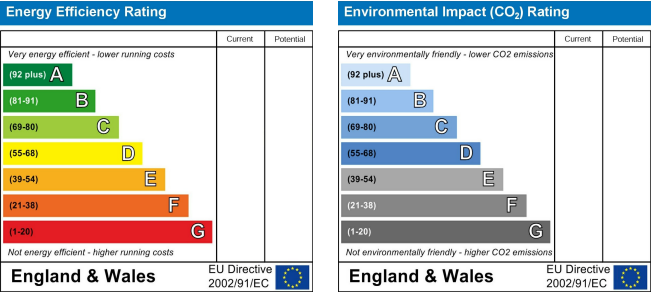 Energy Efficiency Rating
Current Potential
Very energy efficient - lower running costs
(92 plus) A
(81-91) B
(69-80) C
(55-68) D
(39-54) E
(21-38) F
(1-20) G
Not energy efficient - higher running costs
England & Wales
EU Directive
2002/91/EC
Environmental Impact (CO₂) Rating
Current Potential
Very environmentally friendly - lower CO2 emissions
(92 plus) A
(81-91) B
(69-80) C
(55-68) D
(39-54) E
(21-38) F
(1-20) G
Not environmentally friendly - higher CO2 emissions
England & Wales
EU Directive
2002/91/EC